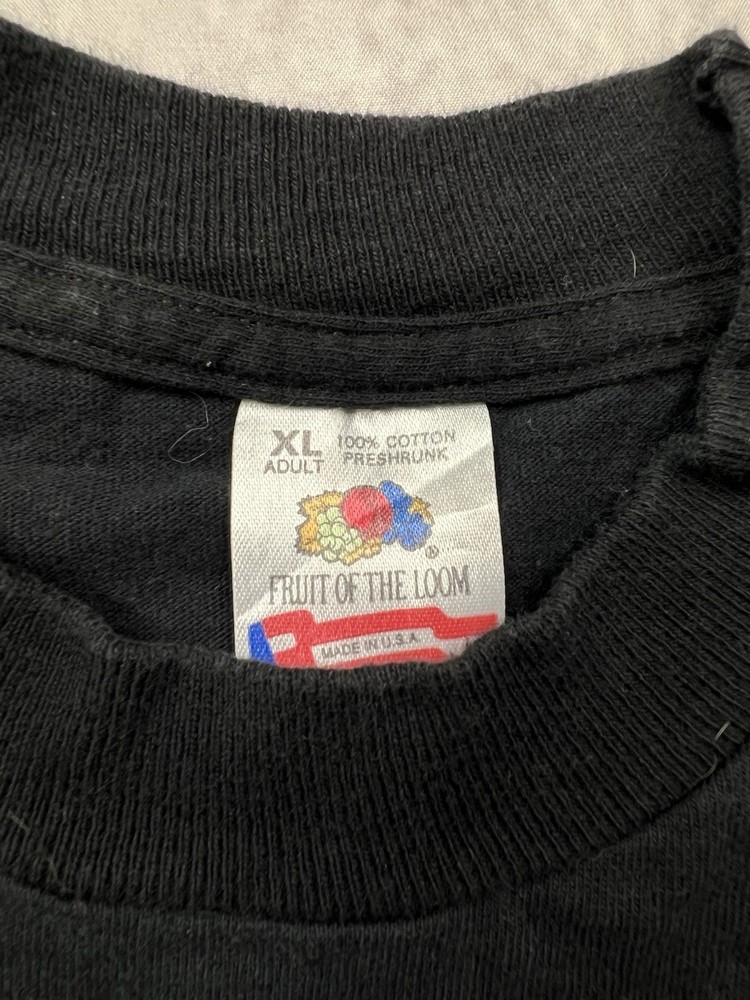 XL 100% COTTON
ADULT PRESHRUNK
®
FRUIT OF THE LOOM
MADE IN U.S.A.